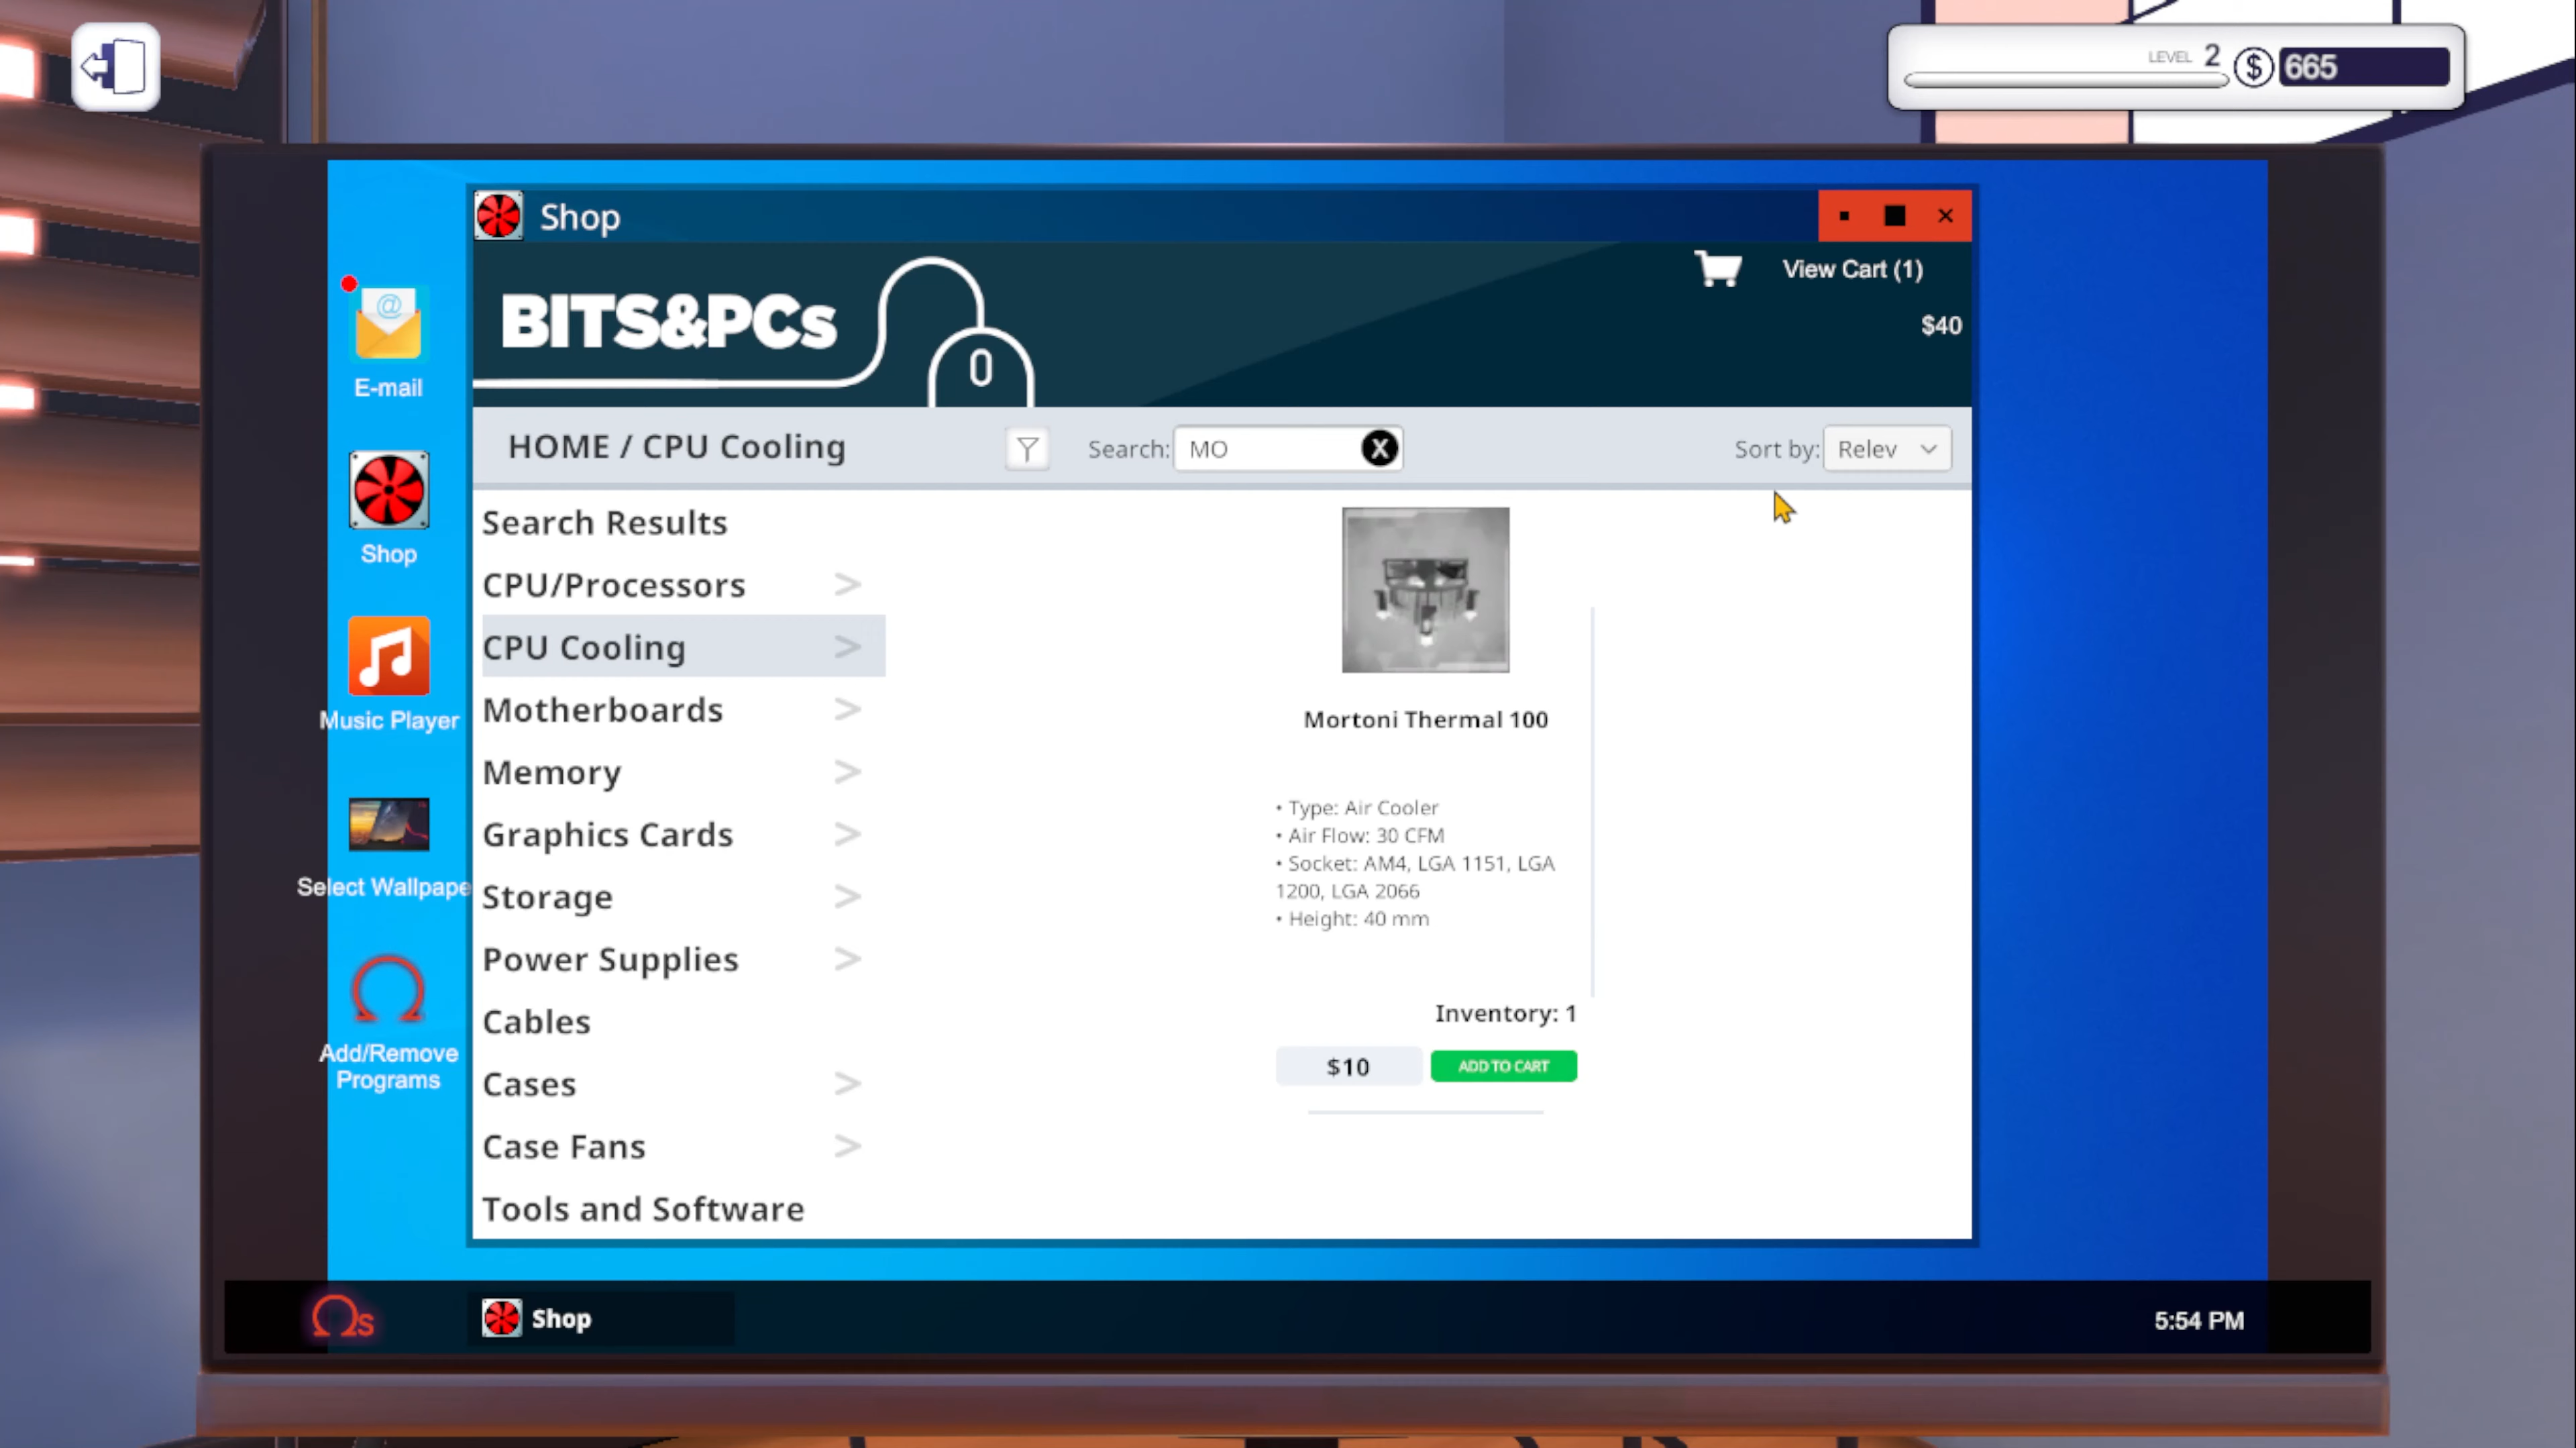 LEVEL 2 $ 665
Shop
View Cart (1)
BITS&PCs
$40
HOME / CPU Cooling
Search: MO X
Sort by: Relev
E-mail
Shop
Music Player
Select Wallpape
Add/Remove
Programs
Search Results
CPU/Processors >
CPU Cooling >
Motherboards >
Memory >
Graphics Cards >
Storage >
Power Supplies >
Cables
Cases >
Case Fans >
Tools and Software
Mortoni Thermal 100
• Type: Air Cooler
• Air Flow: 30 CFM
• Socket: AM4, LGA 1151, LGA
1200, LGA 2066
• Height: 40 mm
Inventory: 1
$10 ADD TO CART
Ωs Shop 5:54 PM